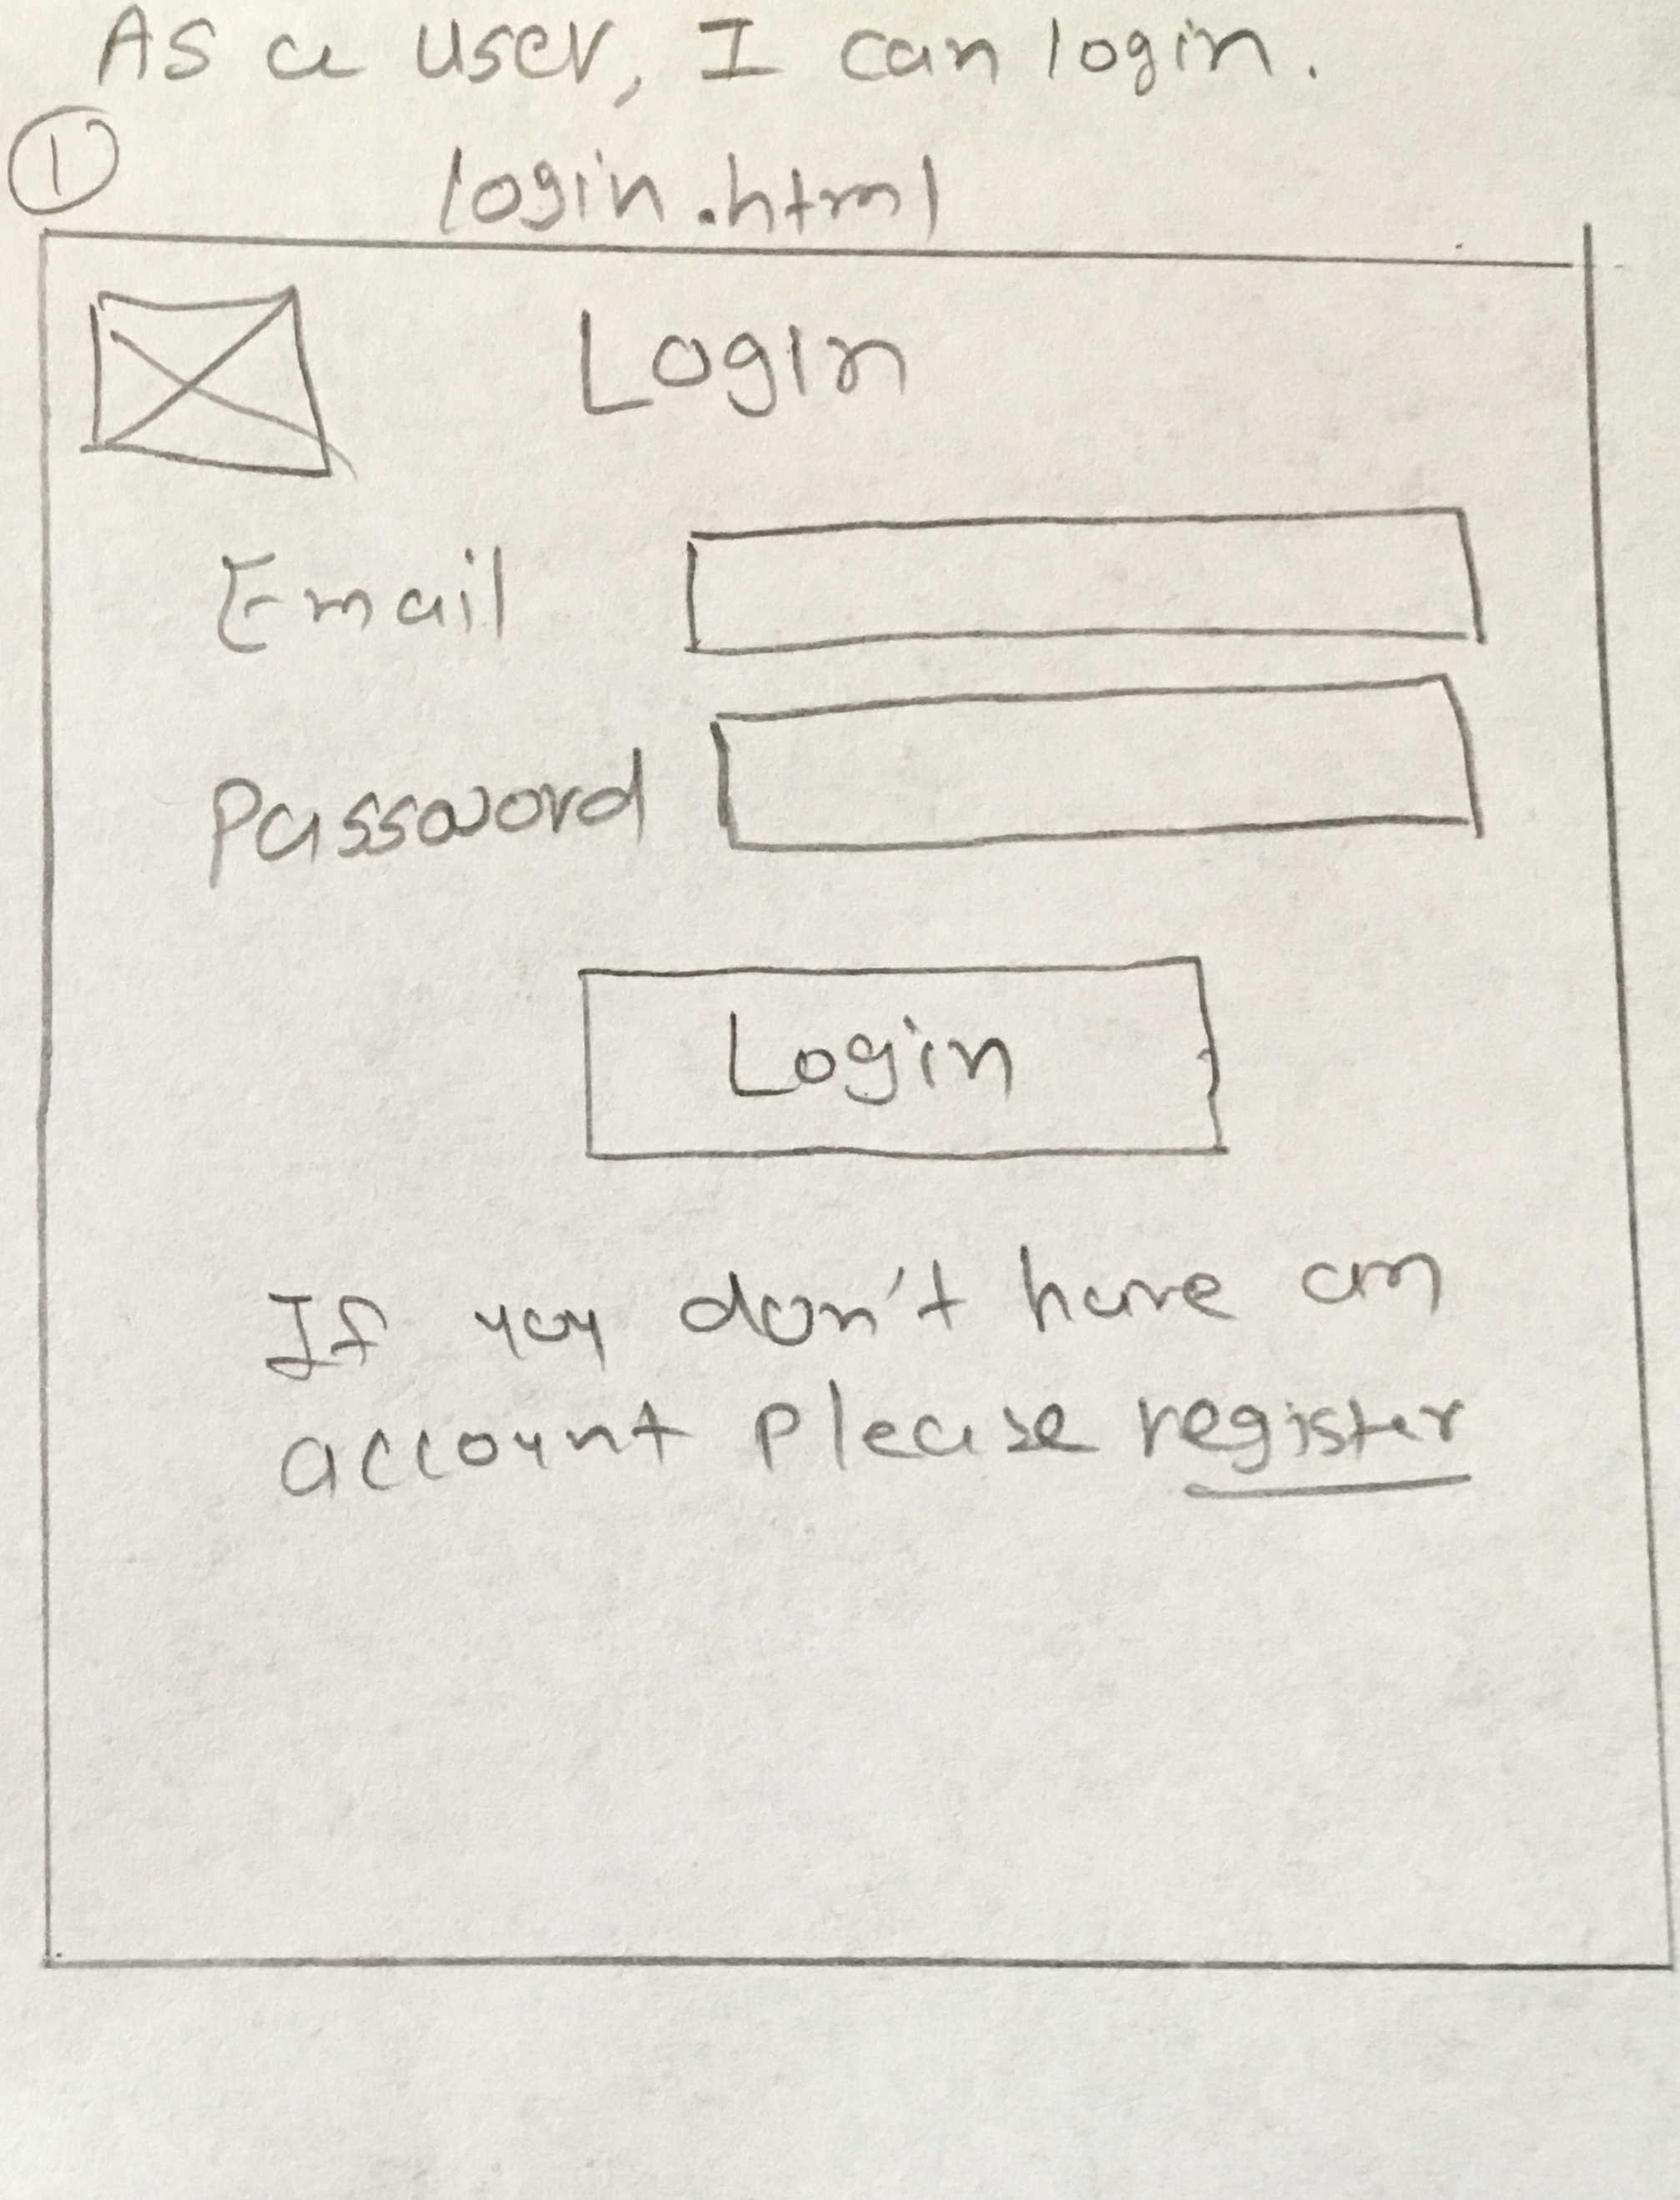 As a user, I can login.
1
login.html
Login
Email
Password
Login
If you don't have an
account please register